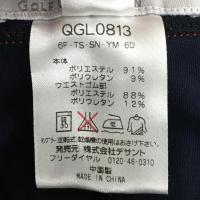 GOLF
QGL0813
6F・TS・SN・YM・6D
本体
ポリエステル 91%
ポリウレタン 9%
ウエストゴム部
ポリエステル 88%
ポリウレタン 12%
発売元 株式会社デサント
フリーダイヤル 0120-46-0310
中国製
MADE IN CHINA